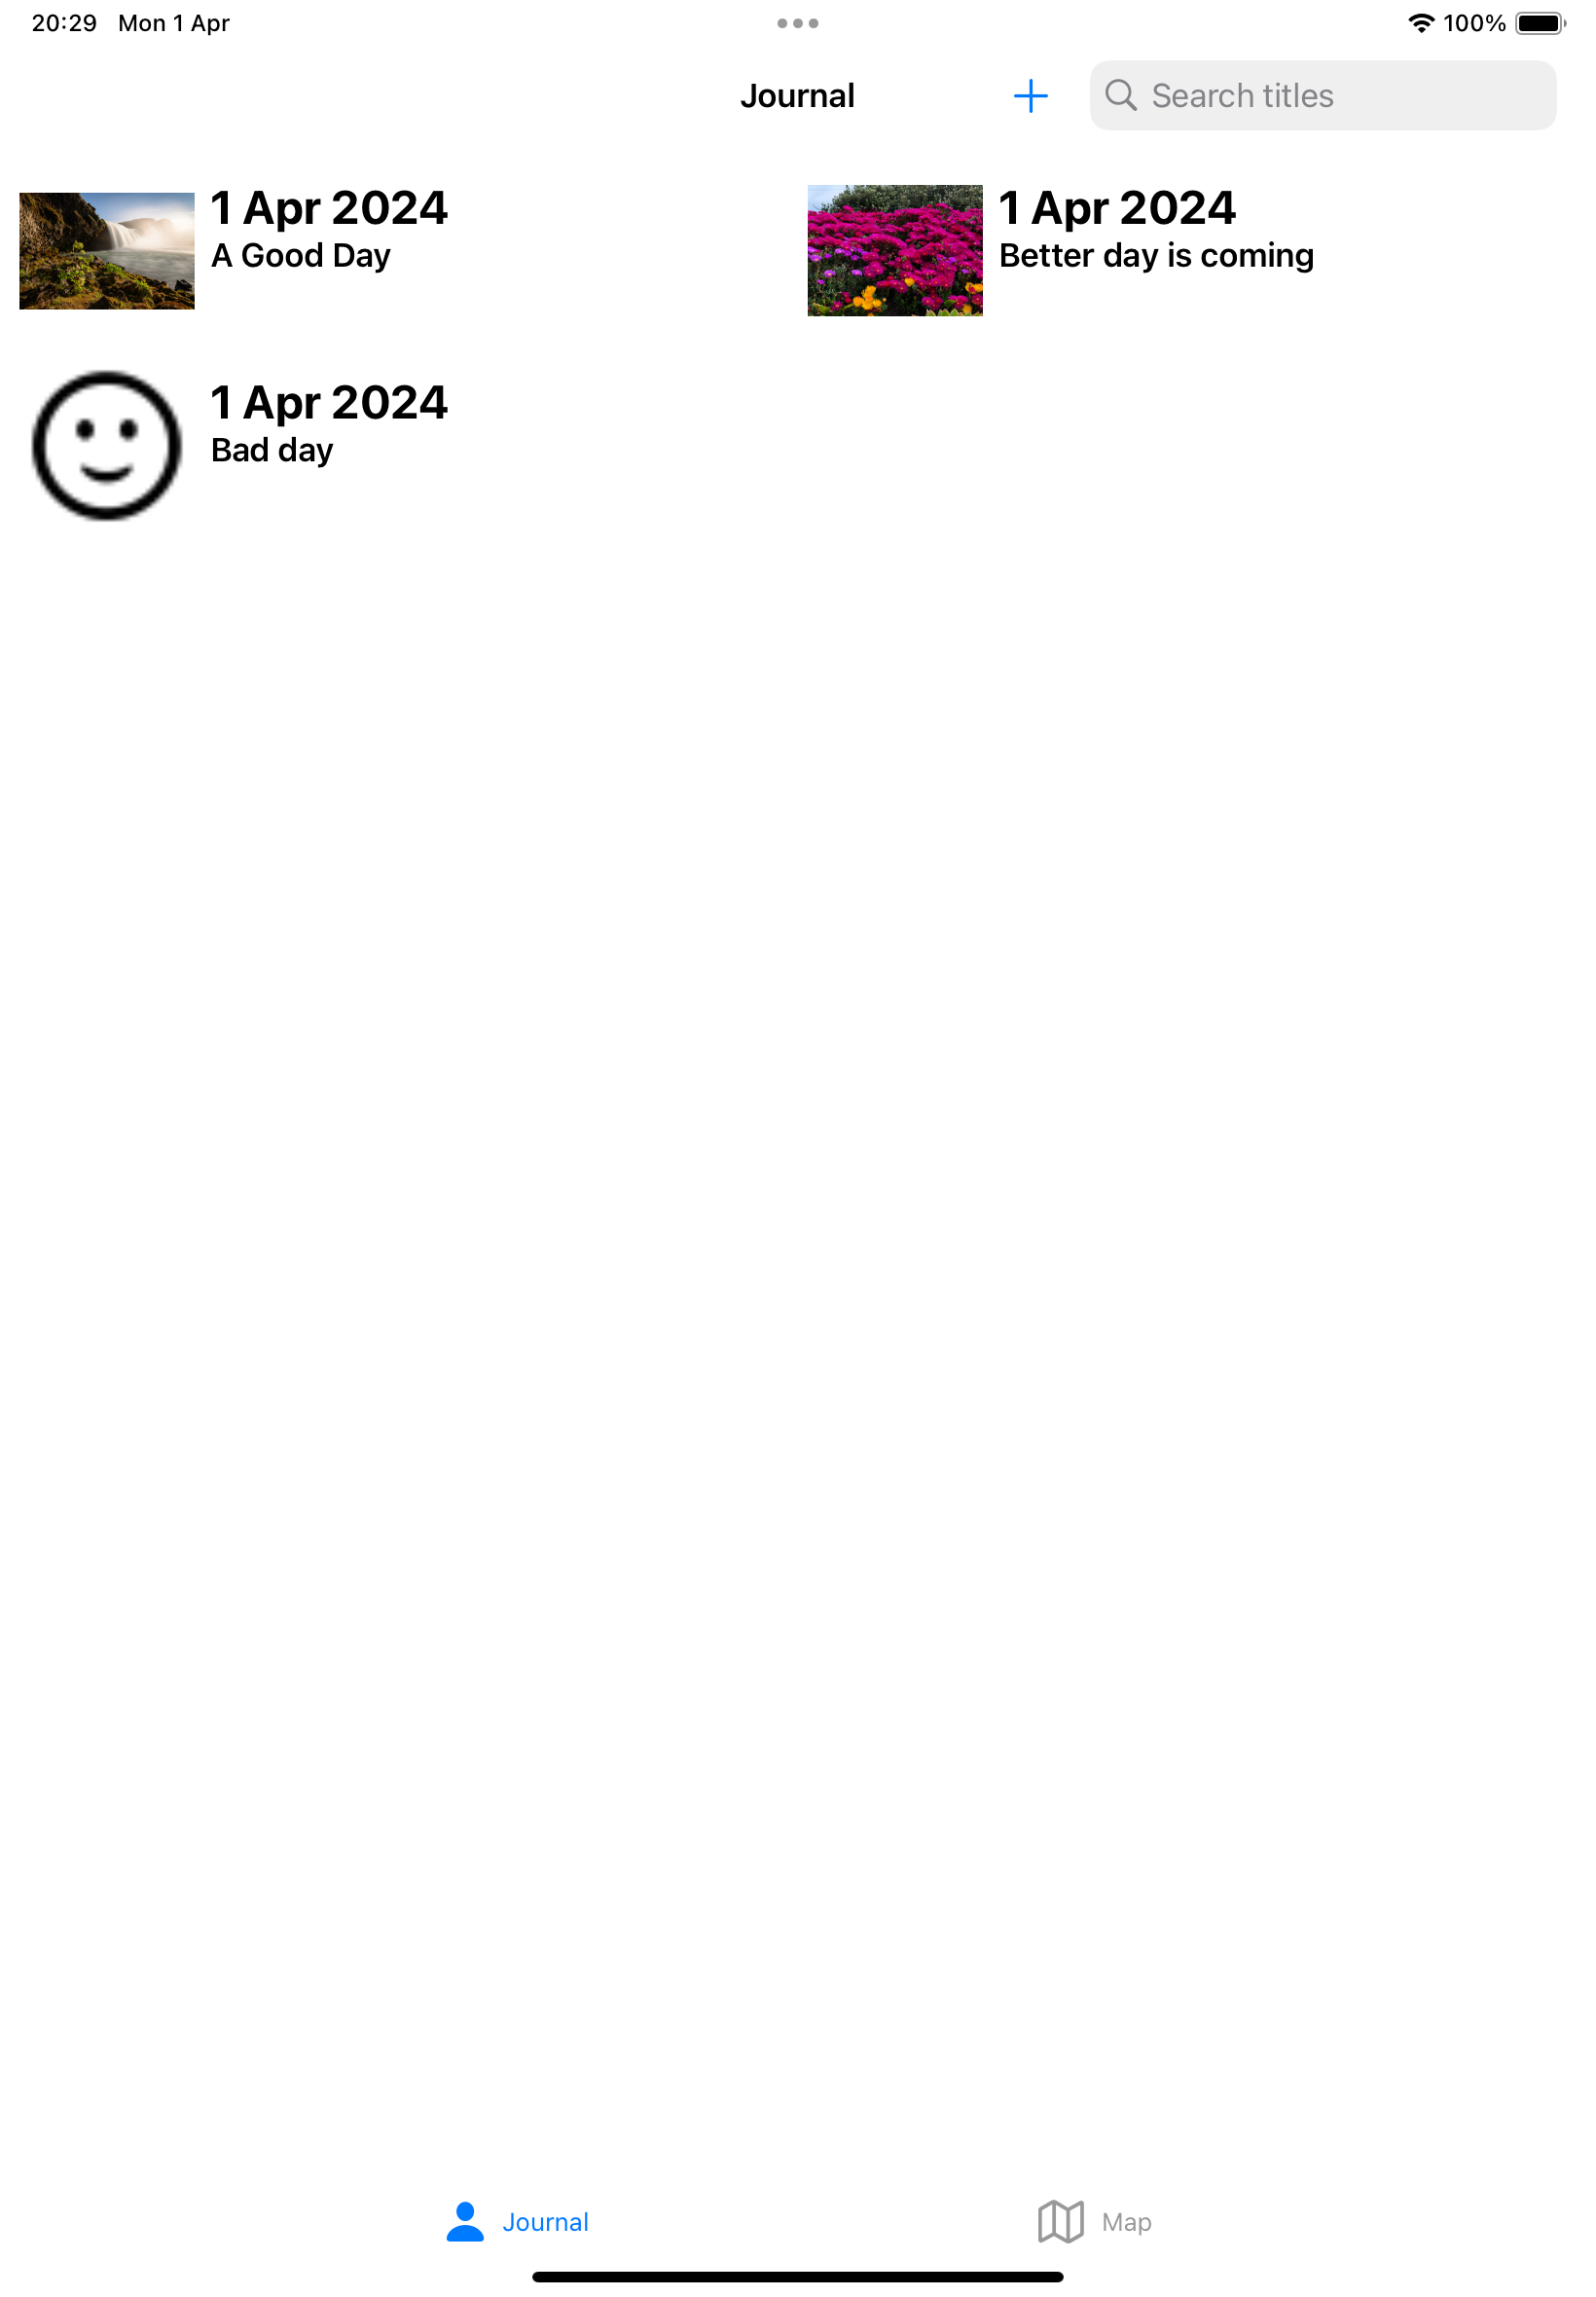 20:29 Mon 1 Apr
100%
Journal
Search titles
1 Apr 2024
A Good Day
1 Apr 2024
Better day is coming
1 Apr 2024
Bad day
Journal
Map